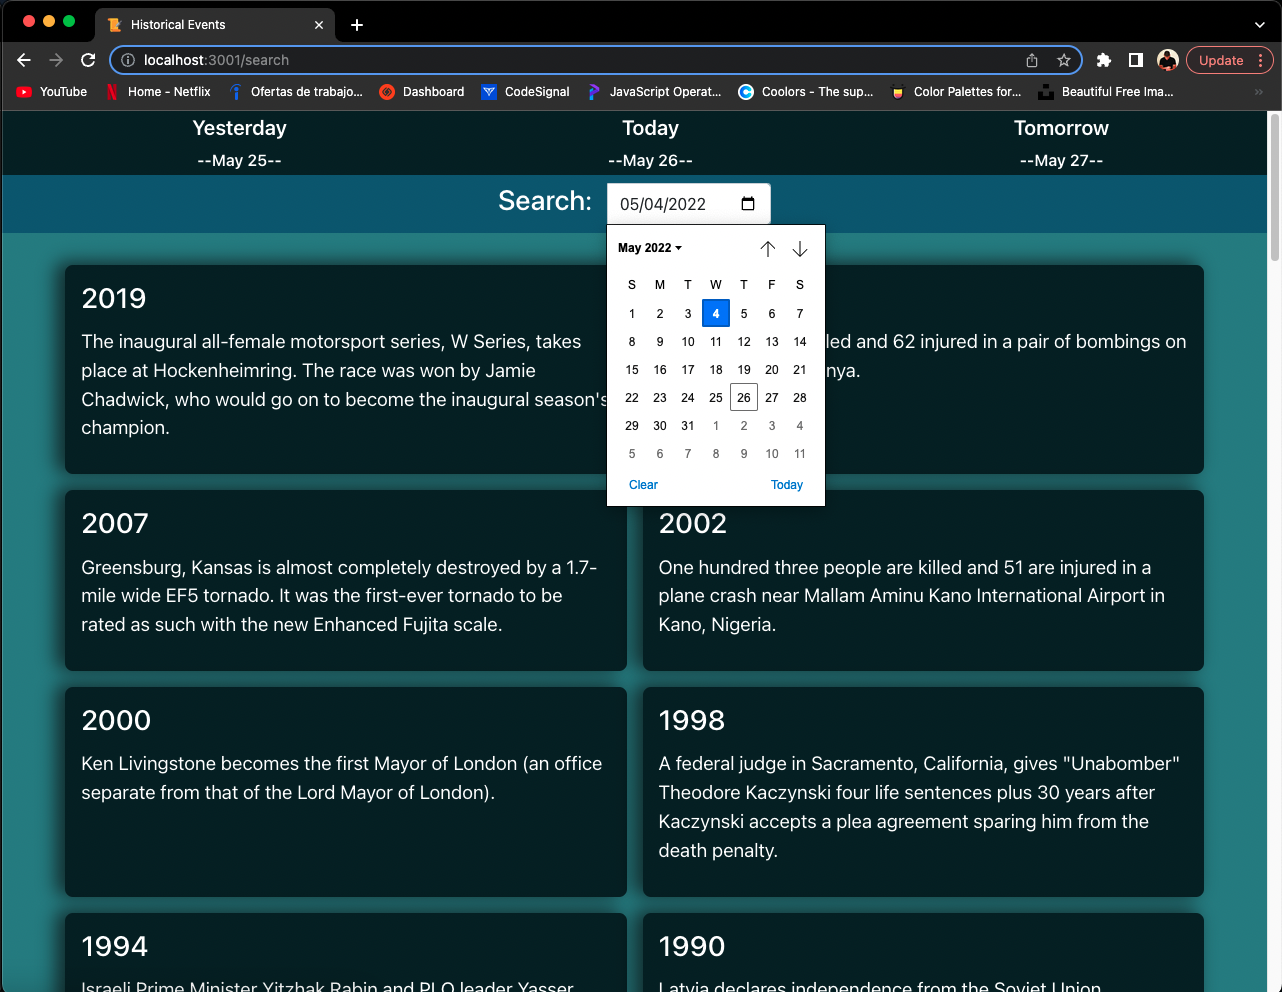 Historical Events
localhost:3001/search
Update
YouTube
Home - Netflix
Ofertas de trabajo...
Dashboard
CodeSignal
JavaScript Operat...
Coolors - The sup...
Color Palettes for...
Beautiful Free Ima...
Yesterday
--May 25--
Today
--May 26--
Tomorrow
--May 27--
Search: 05/04/2022
May 2022
S M T W T F S
1 2 3 4 5 6 7
8 9 10 11 12 13 14
15 16 17 18 19 20 21
22 23 24 25 26 27 28
29 30 31 1 2 3 4
5 6 7 8 9 10 11
Clear Today
2019
The inaugural all-female motorsport series, W Series, takes
place at Hockenheimring. The race was won by Jamie
Chadwick, who would go on to become the inaugural season's
champion.
led and 62 injured in a pair of bombings on
nya.
2007
Greensburg, Kansas is almost completely destroyed by a 1.7-
mile wide EF5 tornado. It was the first-ever tornado to be
rated as such with the new Enhanced Fujita scale.
2002
One hundred three people are killed and 51 are injured in a
plane crash near Mallam Aminu Kano International Airport in
Kano, Nigeria.
2000
Ken Livingstone becomes the first Mayor of London (an office
separate from that of the Lord Mayor of London).
1998
A federal judge in Sacramento, California, gives "Unabomber"
Theodore Kaczynski four life sentences plus 30 years after
Kaczynski accepts a plea agreement sparing him from the
death penalty.
1994
Israeli Prime Minister Yitzhak Rabin and PLO leader Yasser
1990
Latvia declares independence from the Soviet Union